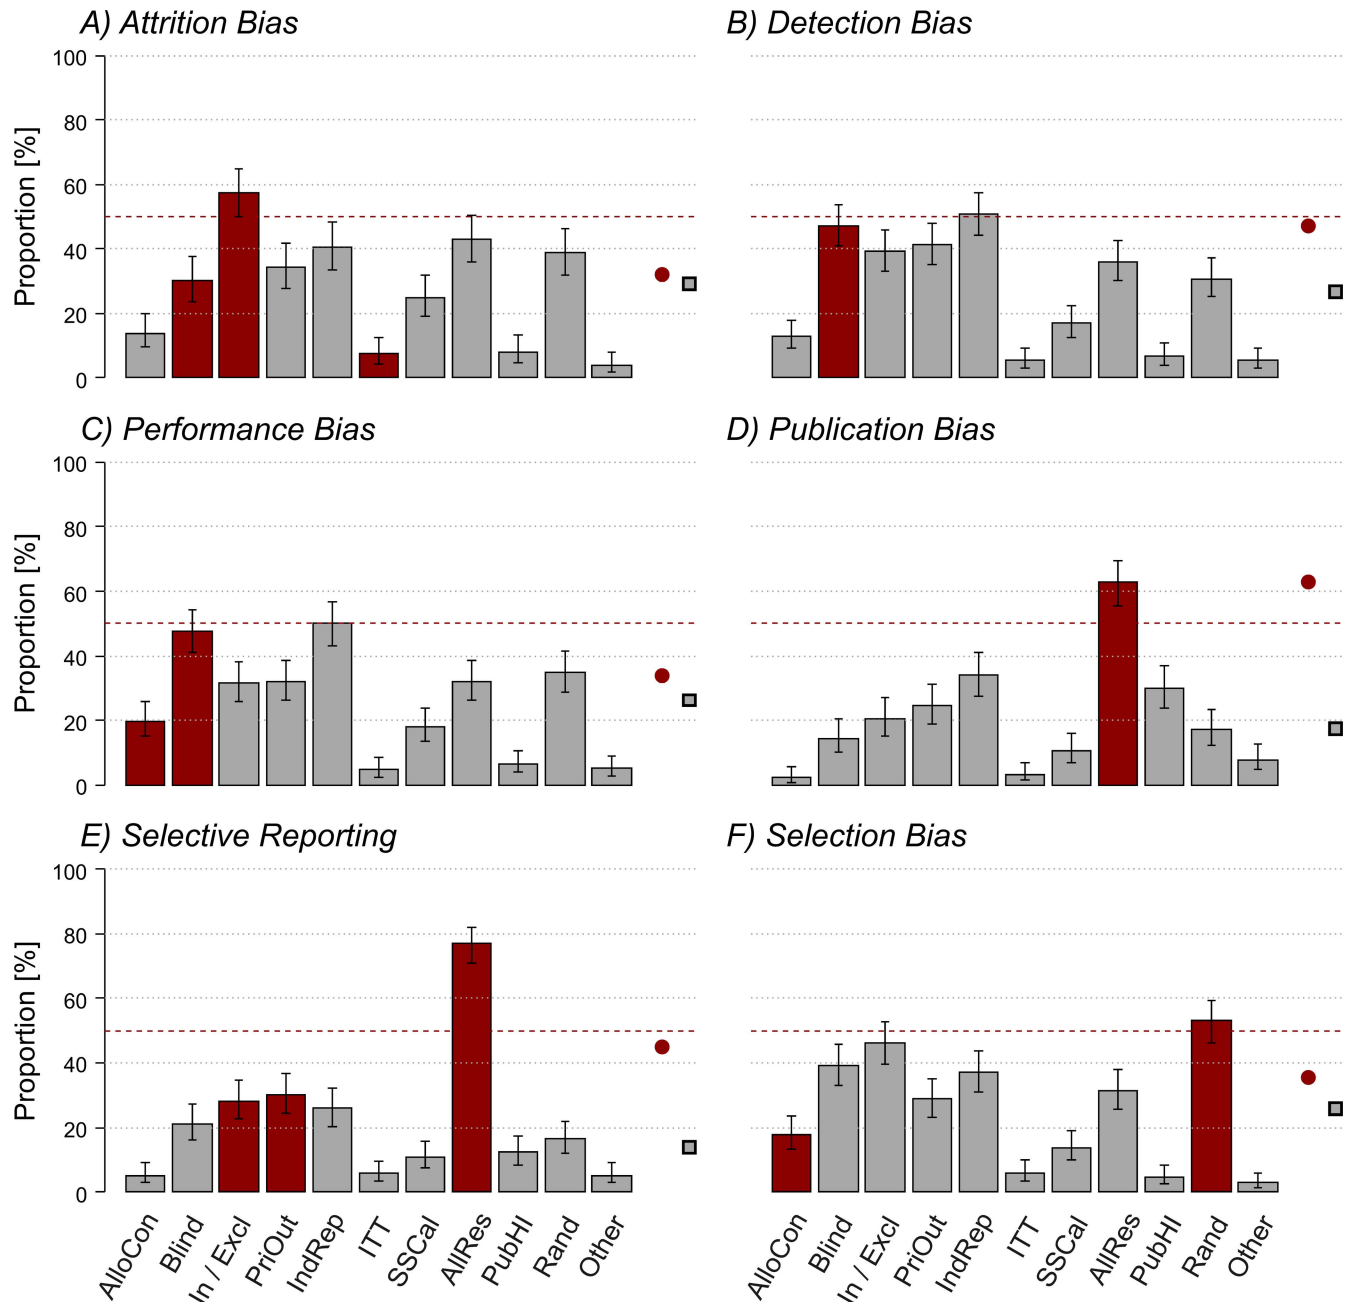 A) Attrition Bias
B) Detection Bias
Proportion [%]
100
80
60
40
20
0
C) Performance Bias
D) Publication Bias
Proportion [%]
100
80
60
40
20
0
E) Selective Reporting
F) Selection Bias
Proportion [%]
100
80
60
40
20
0
AlloCon Blind In / Excl PriOut IndRep ITT SSCal AllRes PubHI Rand Other
AlloCon Blind In / Excl PriOut IndRep ITT SSCal AllRes PubHI Rand Other